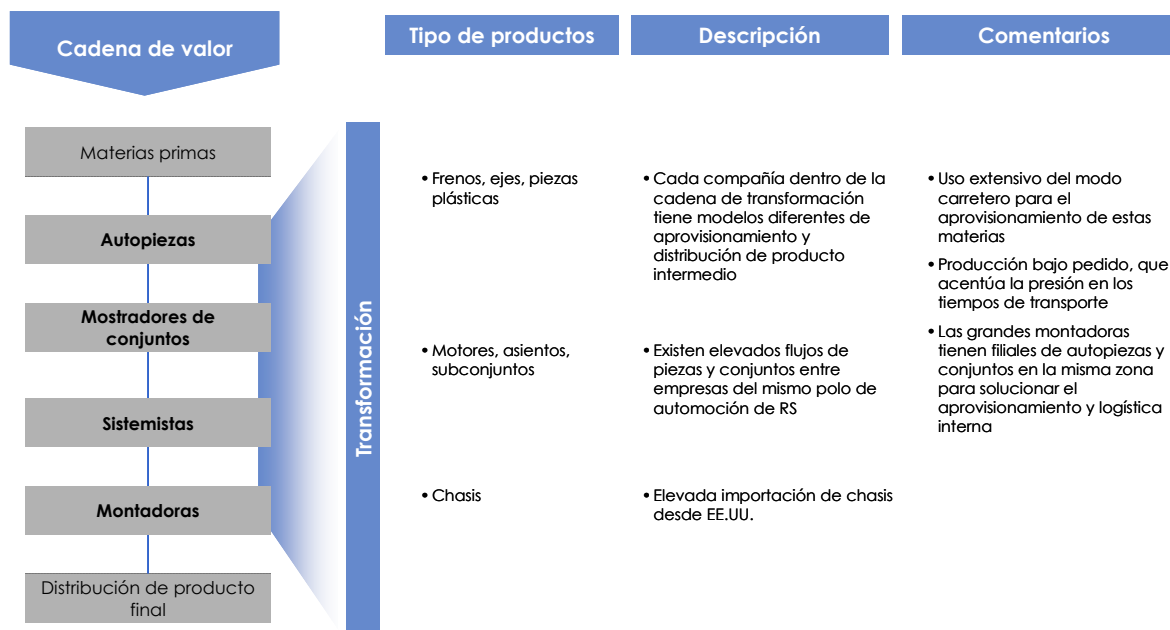 Cadena de valor
Tipo de productos
Descripción
Comentarios
Materias primas
Autopiezas
Mostradores de
conjuntos
Sistemistas
Montadoras
Distribución de producto
final
Transformación
• Frenos, ejes, piezas
plásticas
• Motores, asientos,
subconjuntos
• Chasis
• Cada compañía dentro de la
cadena de transformación
tiene modelos diferentes de
aprovisionamiento y
distribución de producto
intermedio
• Existen elevados flujos de
piezas y conjuntos entre
empresas del mismo polo de
automoción de RS
• Elevada importación de chasis
desde EE.UU.
• Uso extensivo del modo
carretero para el
aprovisionamiento de estas
materias
• Producción bajo pedido, que
acentúa la presión en los
tiempos de transporte
• Las grandes montadoras
tienen filiales de autopiezas y
conjuntos en la misma zona
para solucionar el
aprovisionamiento y logística
interna